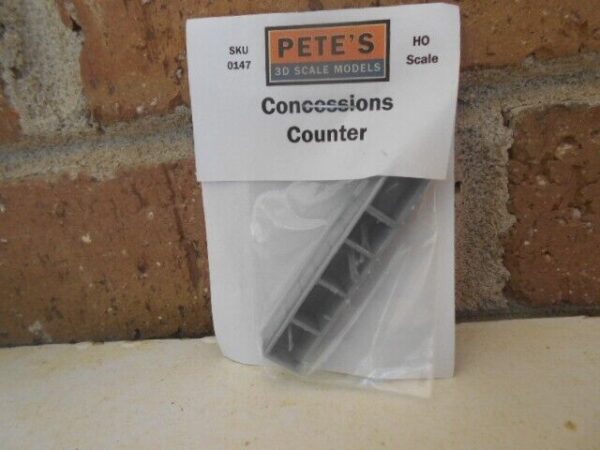 SKU
0147
PETE'S
3D SCALE MODELS
HO
Scale
Concessions
Counter